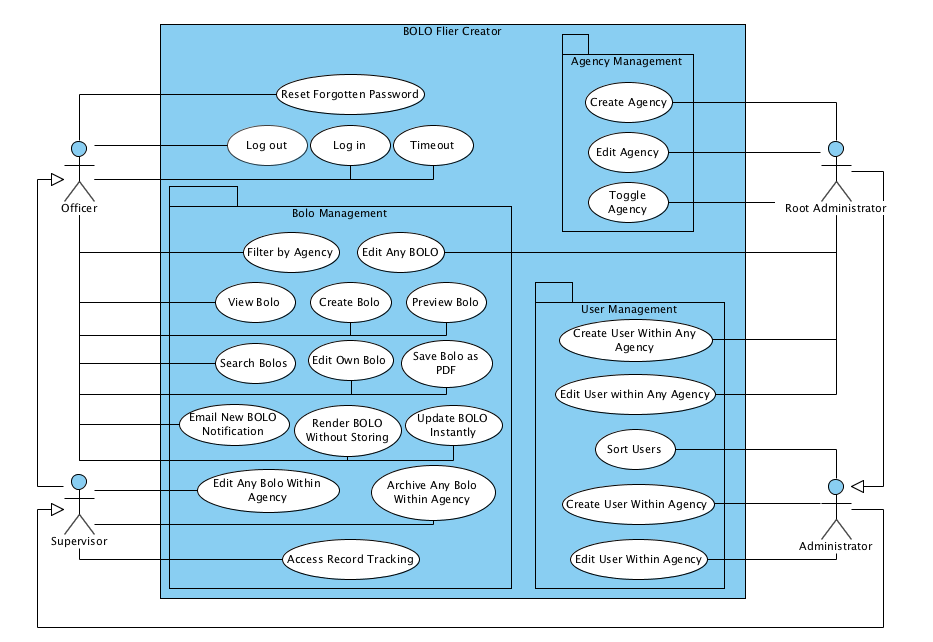 BOLO Flier Creator
Agency Management
Reset Forgotten Password
Create Agency
Log out
Log in
Timeout
Edit Agency
Toggle
Agency
Officer
Root Administrator
Bolo Management
Filter by Agency
Edit Any BOLO
View Bolo
Create Bolo
Preview Bolo
User Management
Create User Within Any
Agency
Search Bolos
Edit Own Bolo
Save Bolo as
PDF
Edit User within Any Agency
Email New BOLO
Notification
Render BOLO
Without Storing
Update BOLO
Instantly
Sort Users
Edit Any Bolo Within
Agency
Archive Any Bolo
Within Agency
Create User Within Agency
Supervisor
Administrator
Access Record Tracking
Edit User Within Agency